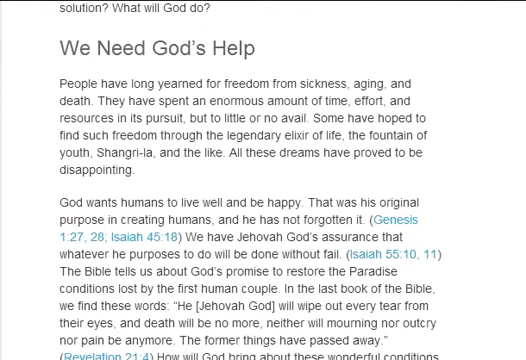 solution? What will God do?
We Need God’s Help
People have long yearned for freedom from sickness, aging, and
death. They have spent an enormous amount of time, effort, and
resources in its pursuit, but to little or no avail. Some have hoped to
find such freedom through the legendary elixir of life, the fountain of
youth, Shangri-la, and the like. All these dreams have proved to be
disappointing.
God wants humans to live well and be happy. That was his original
purpose in creating humans, and he has not forgotten it. (Genesis
1:27, 28; Isaiah 45:18) We have Jehovah God’s assurance that
whatever he purposes to do will be done without fail. (Isaiah 55:10, 11)
The Bible tells us about God’s promise to restore the Paradise
conditions lost by the first human couple. In the last book of the Bible,
we find these words: “He [Jehovah God] will wipe out every tear from
their eyes, and death will be no more, neither will mourning nor outcry
nor pain be anymore. The former things have passed away.”
(Revelation 21:4) How will God bring about these wonderful conditions